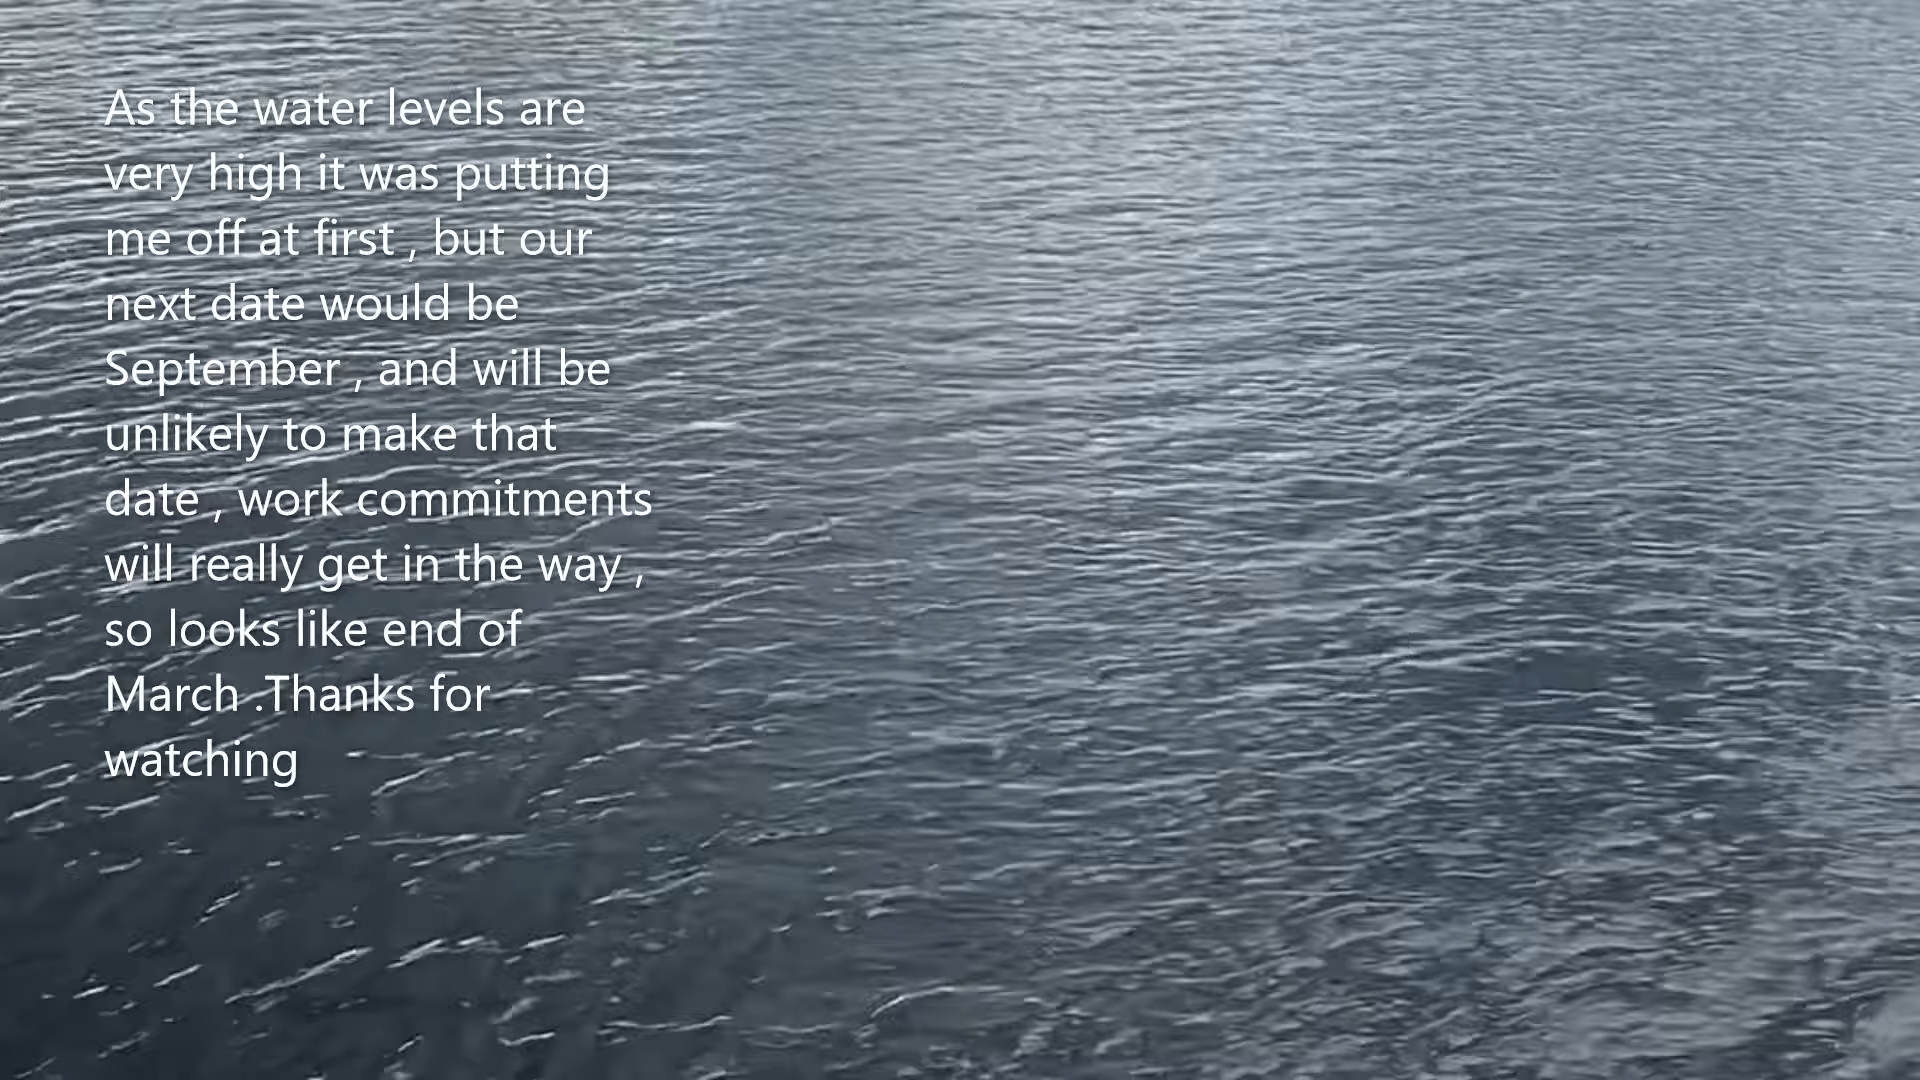 As the water levels are
very high it was putting
me off at first , but our
next date would be
September , and will be
unlikely to make that
date , work commitments
will really get in the way ,
so looks like end of
March .Thanks for
watching